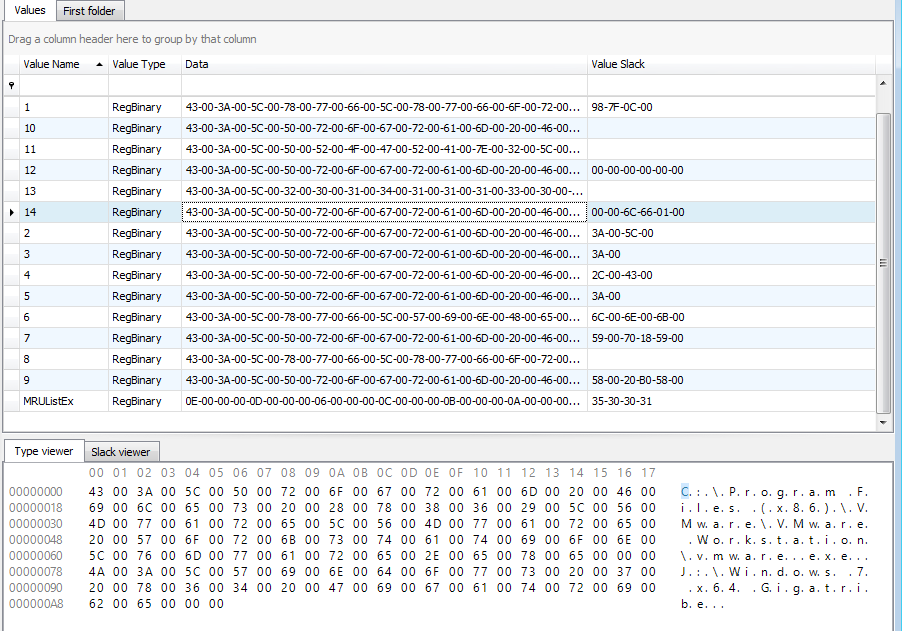 Values First folder
Drag a column header here to group by that column
Value Name Value Type Data Value Slack
1 RegBinary 43-00-3A-00-5C-00-78-00-77-00-66-00-5C-00-78-00-77-00-66-00-6F-00-72-00... 98-7F-0C-00
10 RegBinary 43-00-3A-00-5C-00-50-00-72-00-6F-00-67-00-72-00-61-00-6D-00-20-00-46-00...
11 RegBinary 43-00-3A-00-5C-00-50-00-52-00-4F-00-47-00-52-00-41-00-7E-00-32-00-5C-00...
12 RegBinary 43-00-3A-00-5C-00-50-00-72-00-6F-00-67-00-72-00-61-00-6D-00-20-00-46-00... 00-00-00-00-00-00
13 RegBinary 43-00-3A-00-5C-00-32-00-30-00-31-00-34-00-31-00-31-00-31-00-33-00-30-00-...
14 RegBinary 43-00-3A-00-5C-00-50-00-72-00-6F-00-67-00-72-00-61-00-6D-00-20-00-46-00... 00-00-6C-66-01-00
2 RegBinary 43-00-3A-00-5C-00-50-00-72-00-6F-00-67-00-72-00-61-00-6D-00-20-00-46-00... 3A-00-5C-00
3 RegBinary 43-00-3A-00-5C-00-50-00-72-00-6F-00-67-00-72-00-61-00-6D-00-20-00-46-00... 3A-00
4 RegBinary 43-00-3A-00-5C-00-50-00-72-00-6F-00-67-00-72-00-61-00-6D-00-20-00-46-00... 2C-00-43-00
5 RegBinary 43-00-3A-00-5C-00-50-00-72-00-6F-00-67-00-72-00-61-00-6D-00-20-00-46-00... 3A-00
6 RegBinary 43-00-3A-00-5C-00-78-00-77-00-66-00-5C-00-57-00-69-00-6E-00-48-00-65-00... 6C-00-6E-00-6B-00
7 RegBinary 43-00-3A-00-5C-00-50-00-72-00-6F-00-67-00-72-00-61-00-6D-00-20-00-46-00... 59-00-70-18-59-00
8 RegBinary 43-00-3A-00-5C-00-78-00-77-00-66-00-5C-00-78-00-77-00-66-00-6F-00-72-00...
9 RegBinary 43-00-3A-00-5C-00-50-00-72-00-6F-00-67-00-72-00-61-00-6D-00-20-00-46-00... 58-00-20-B0-58-00
MRUListEx RegBinary 0E-00-00-00-0D-00-00-00-06-00-00-00-0C-00-00-00-0B-00-00-00-0A-00-00-00... 35-30-30-31
Type viewer Slack viewer
00 01 02 03 04 05 06 07 08 09 0A 0B 0C 0D 0E 0F 10 11 12 13 14 15 16 17
00000000 43 00 3A 00 5C 00 50 00 72 00 6F 00 67 00 72 00 61 00 6D 00 20 00 46 00 C.:.\.P.r.o.g.r.a.m. .F.
00000018 69 00 6C 00 65 00 73 00 20 00 28 00 78 00 38 00 36 00 29 00 5C 00 56 00 i.l.e.s. .(.x.8.6.).\.V.
00000030 4D 00 77 00 61 00 72 00 65 00 5C 00 56 00 4D 00 77 00 61 00 72 00 65 00 M.w.a.r.e.\.V.M.w.a.r.e.
00000048 20 00 57 00 6F 00 72 00 6B 00 73 00 74 00 61 00 74 00 69 00 6F 00 6E 00 .W.o.r.k.s.t.a.t.i.o.n.
00000060 5C 00 76 00 6D 00 77 00 61 00 72 00 65 00 2E 00 65 00 78 00 65 00 00 00 \.v.m.w.a.r.e...e.x.e...
00000078 4A 00 3A 00 5C 00 57 00 69 00 6E 00 64 00 6F 00 77 00 73 00 20 00 37 00 J.:.\.W.i.n.d.o.w.s. .7.
00000090 20 00 78 00 36 00 34 00 20 00 47 00 69 00 67 00 61 00 74 00 72 00 69 00 .x.6.4. .G.i.g.a.t.r.i.
000000A8 62 00 65 00 00 00 b.e...